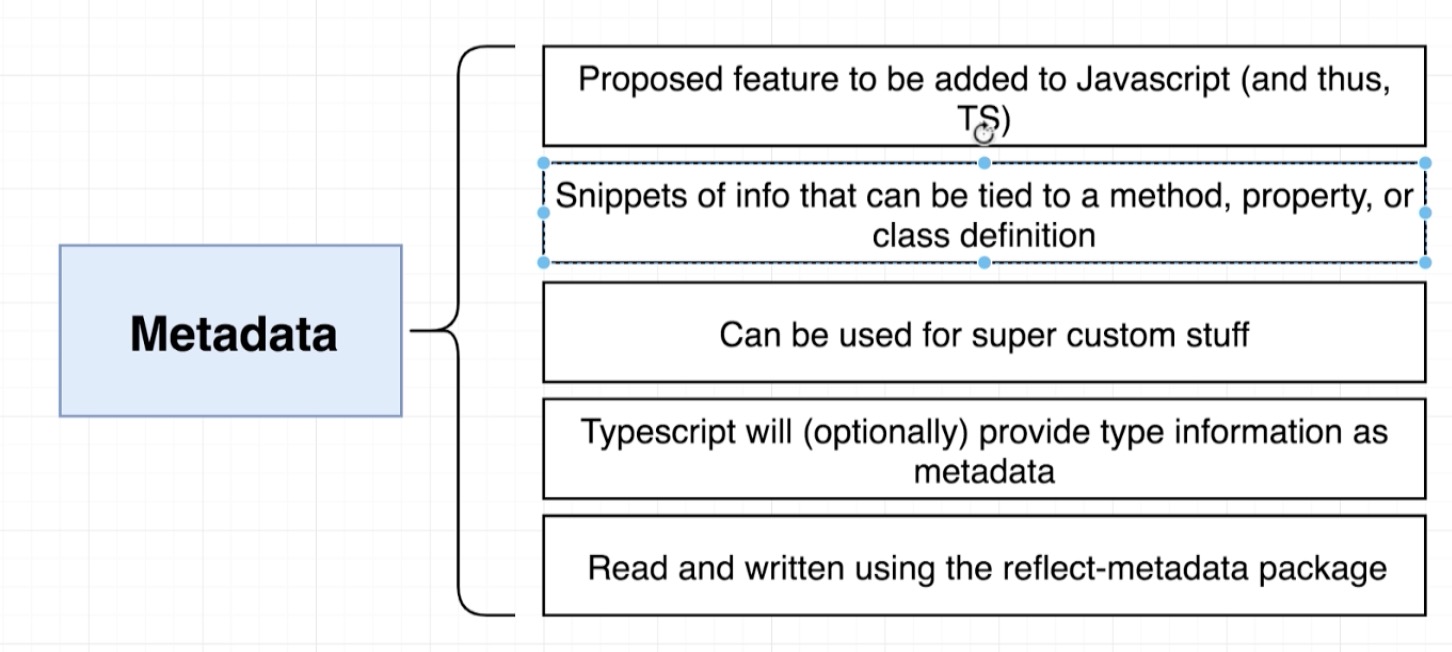 Proposed feature to be added to Javascript (and thus,
TS)
Snippets of info that can be tied to a method, property, or
class definition
Metadata
Can be used for super custom stuff
Typescript will (optionally) provide type information as
metadata
Read and written using the reflect-metadata package